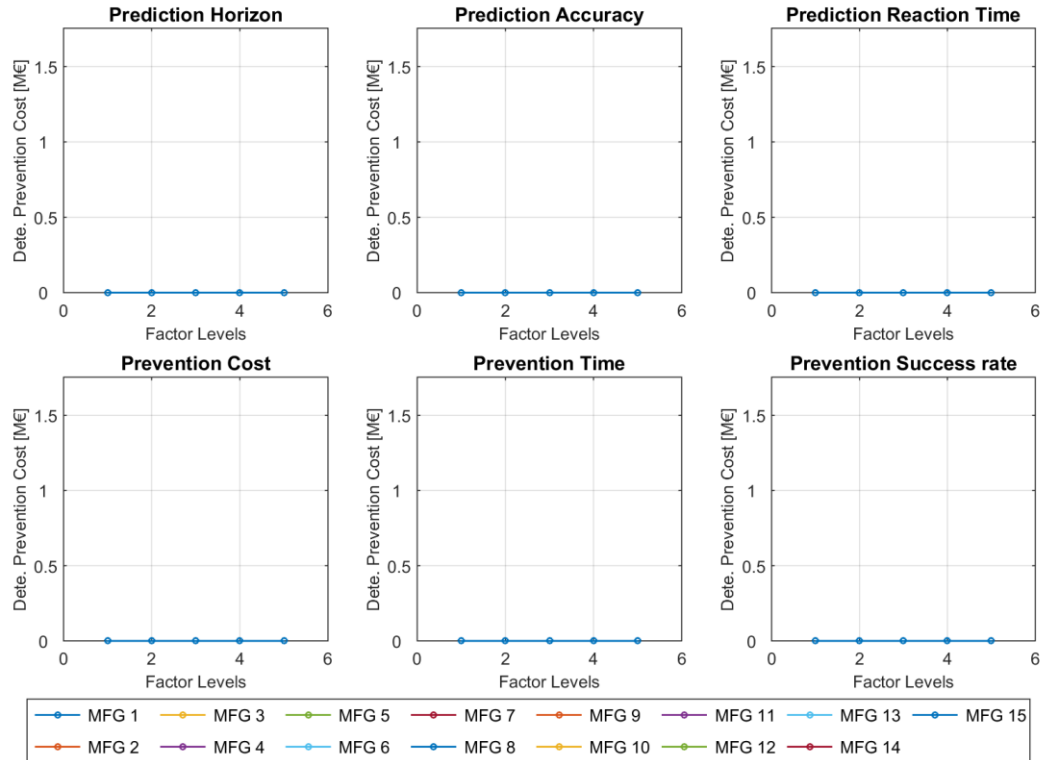 Prediction Horizon
Dete. Prevention Cost [M€]
1.5
1
0.5
0
0 2 4 6
Factor Levels
Prediction Accuracy
Dete. Prevention Cost [M€]
1.5
1
0.5
0
0 2 4 6
Factor Levels
Prediction Reaction Time
Dete. Prevention Cost [M€]
1.5
1
0.5
0
0 2 4 6
Factor Levels
Prevention Cost
Dete. Prevention Cost [M€]
1.5
1
0.5
0
0 2 4 6
Factor Levels
Prevention Time
Dete. Prevention Cost [M€]
1.5
1
0.5
0
0 2 4 6
Factor Levels
Prevention Success rate
Dete. Prevention Cost [M€]
1.5
1
0.5
0
0 2 4 6
Factor Levels
MFG 1 MFG 3 MFG 5 MFG 7 MFG 9 MFG 11 MFG 13 MFG 15
MFG 2 MFG 4 MFG 6 MFG 8 MFG 10 MFG 12 MFG 14